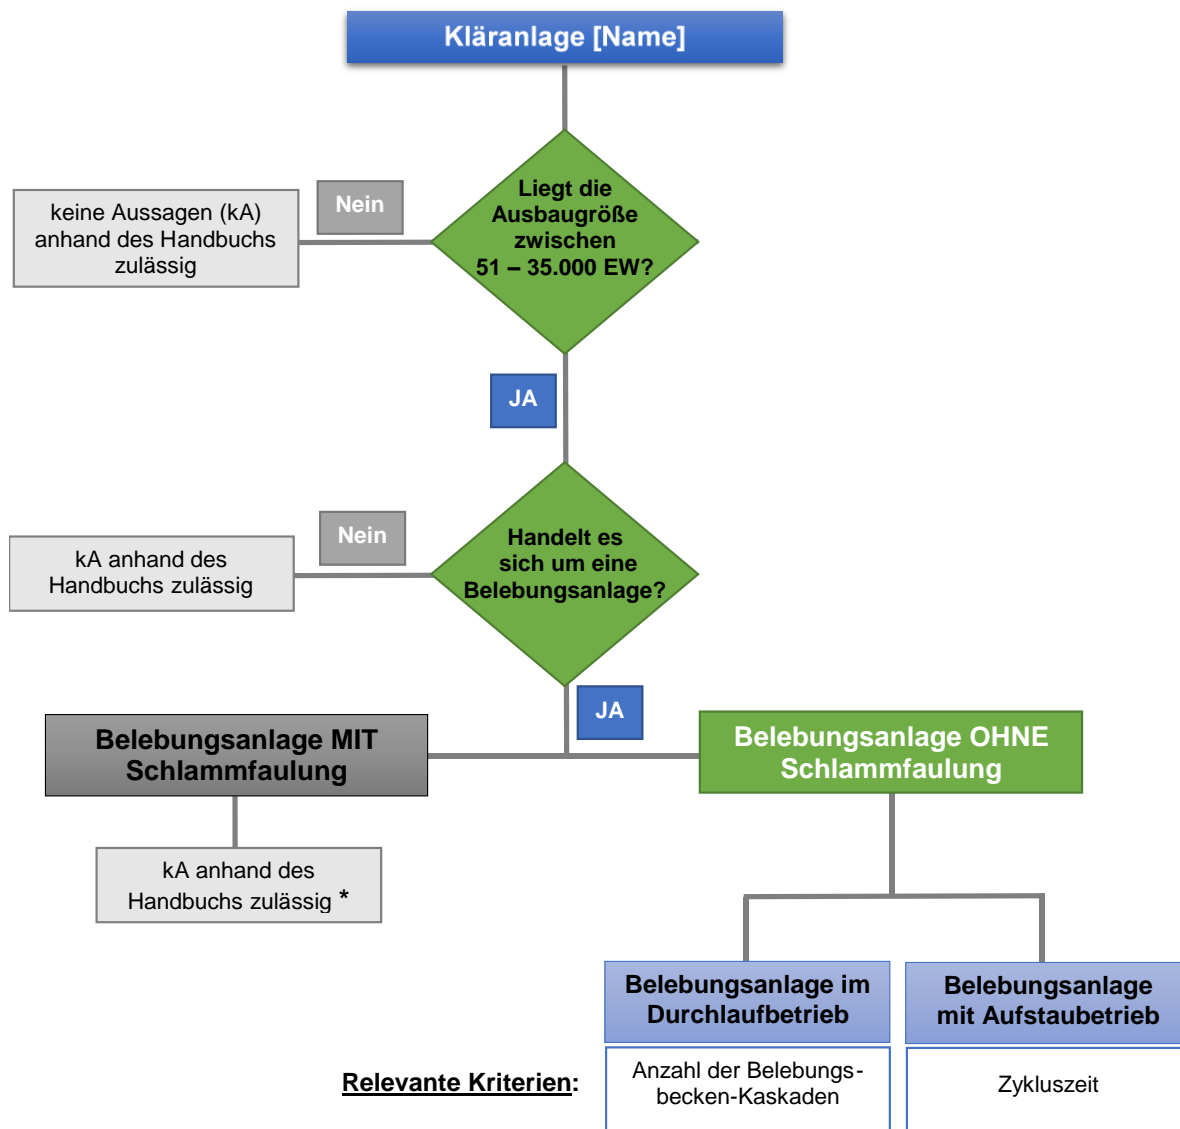 Kläranlage [Name]
Liegt die
Ausbaugröße
zwischen
51 – 35.000 EW?
Nein
keine Aussagen (kA)
anhand des Handbuchs
zulässig
JA
Handelt es
sich um eine
Belebungsanlage?
Nein
kA anhand des
Handbuchs zulässig
JA
Belebungsanlage MIT
Schlammfaulung
kA anhand des
Handbuchs zulässig *
Belebungsanlage OHNE
Schlammfaulung
Belebungsanlage im
Durchlaufbetrieb
Belebungsanlage
mit Aufstaubetrieb
Relevante Kriterien:
Anzahl der Belebungs-
becken-Kaskaden
Zykluszeit